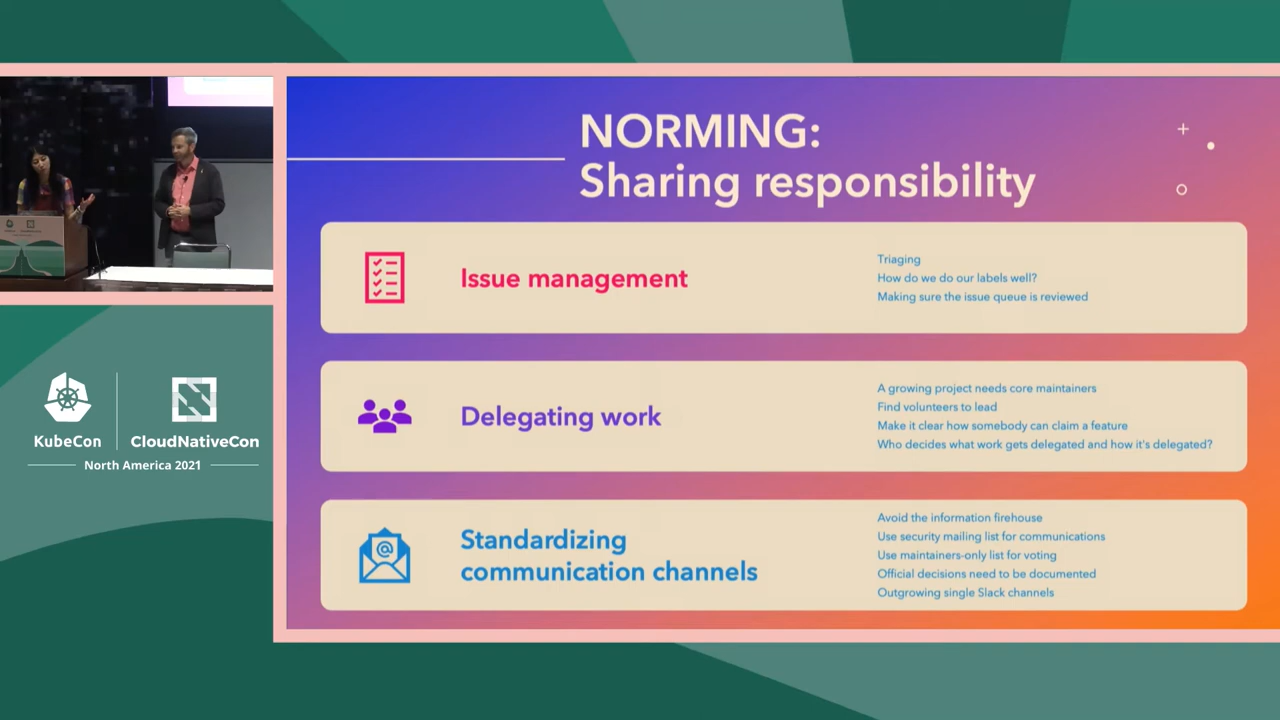 NORMING:
Sharing responsibility
Issue management
Triaging
How do we do our labels well?
Making sure the issue queue is reviewed
Delegating work
A growing project needs core maintainers
Find volunteers to lead
Make it clear how somebody can claim a feature
Who decides what work gets delegated and how it's delegated?
Standardizing
communication channels
Avoid the information firehouse
Use security mailing list for communications
Use maintainers-only list for voting
Official decisions need to be documented
Outgrowing single Slack channels
KubeCon
CloudNativeCon
North America 2021